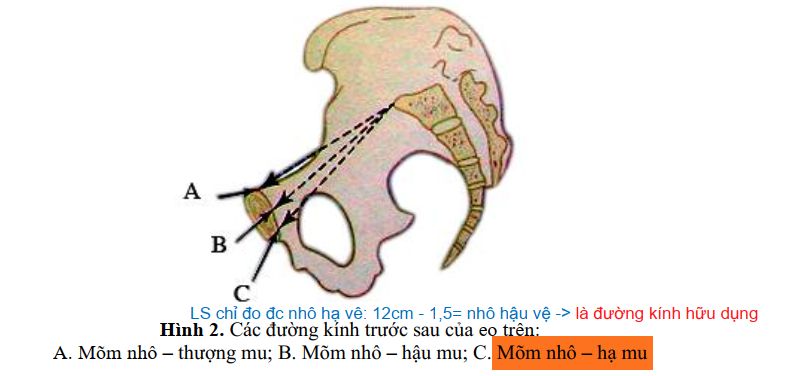 A
B
C
LS chỉ đo đc nhô hạ vê: 12cm - 1,5= nhô hậu vệ -> là đường kính hữu dụng
Hình 2. Các đường kính trước sau của eo trên:
A. Mõm nhô – thượng mu; B. Mõm nhô – hậu mu; C. Mõm nhô – hạ mu